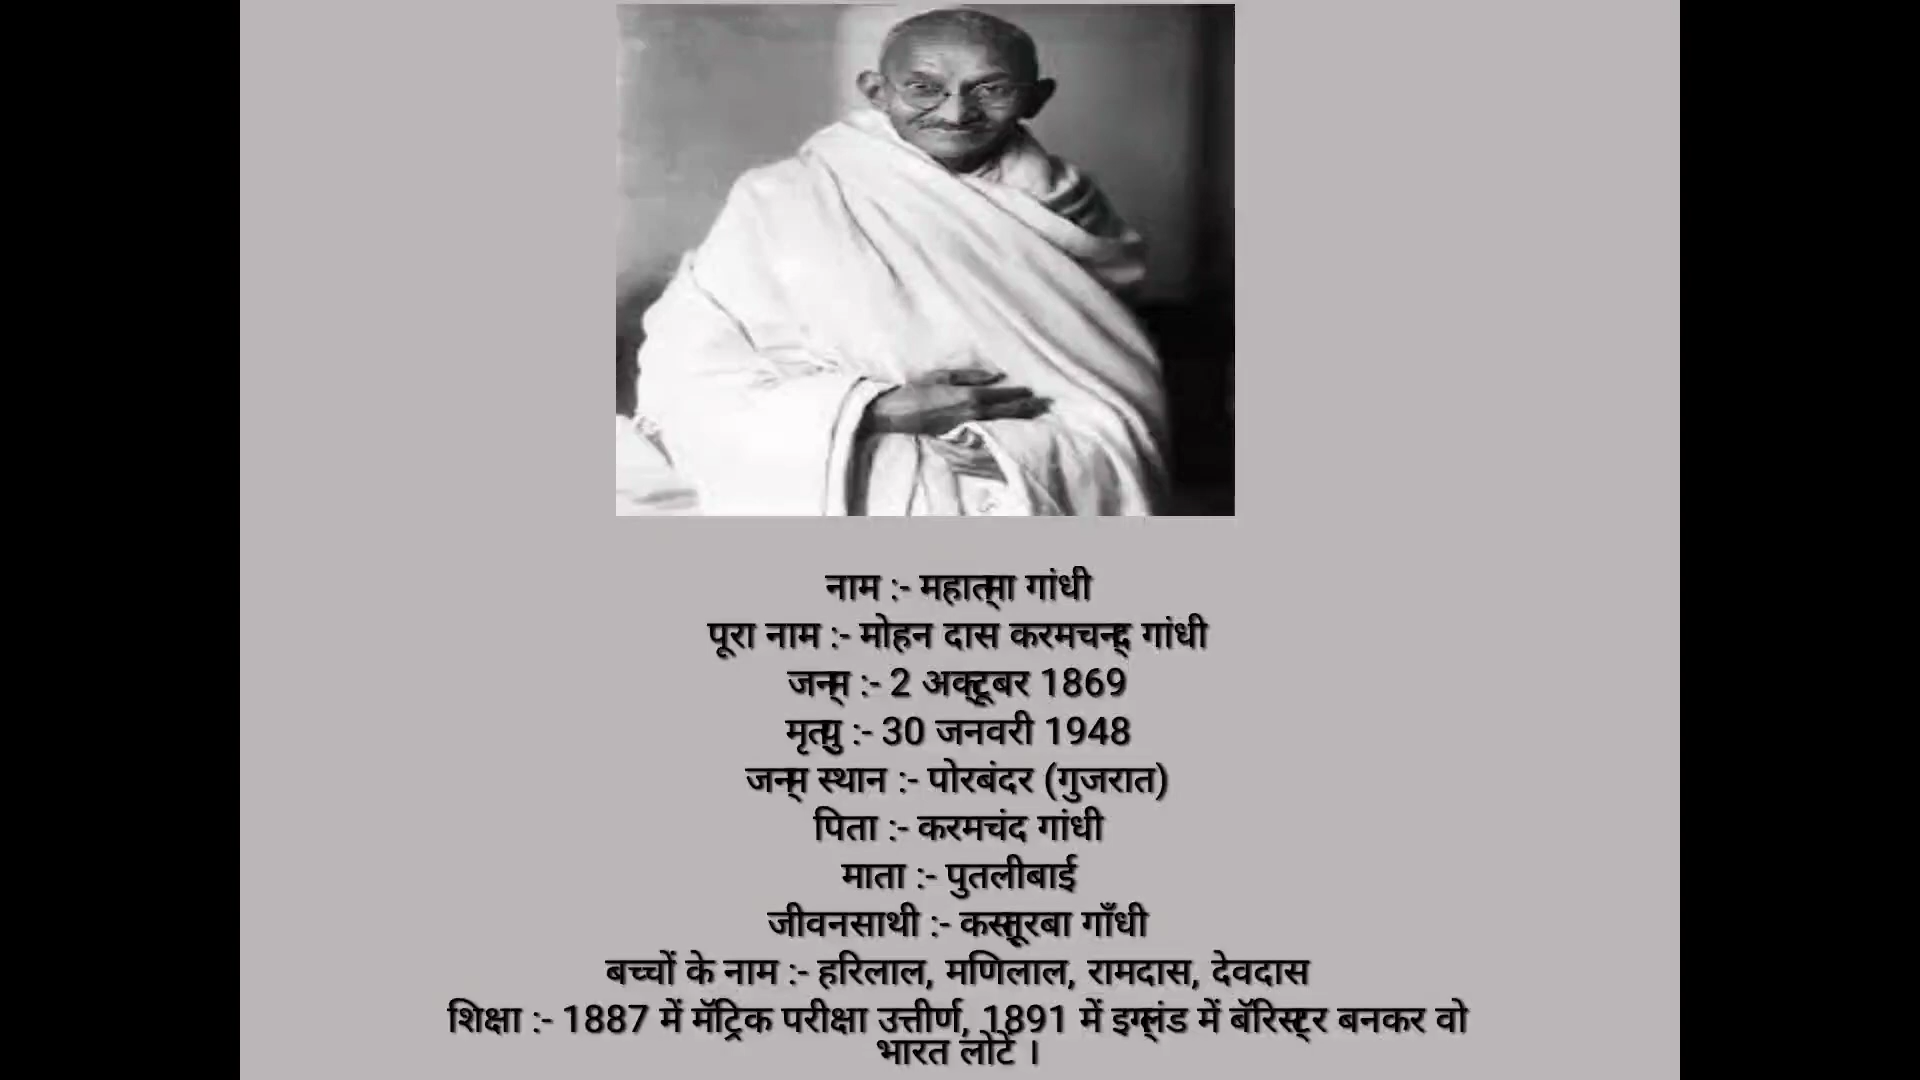 नाम :- महात्मा गांधी
पूरा नाम :- मोहन दास करमचन्द्र गांधी
जन्म :- 2 अक्टूबर 1869
मृत्यु :- 30 जनवरी 1948
जन्म स्थान :- पोरबंदर (गुजरात)
पिता :- करमचंद गांधी
माता :- पुतलीबाई
जीवनसाथी :- कस्तूरबा गाँधी
बच्चों के नाम :- हरिलाल, मणिलाल, रामदास, देवदास
शिक्षा :- 1887 में मॅट्रिक परीक्षा उत्तीर्ण, 1891 में इग्लंड में बॅरिस्टर बनकर वो
भारत लोटें ।